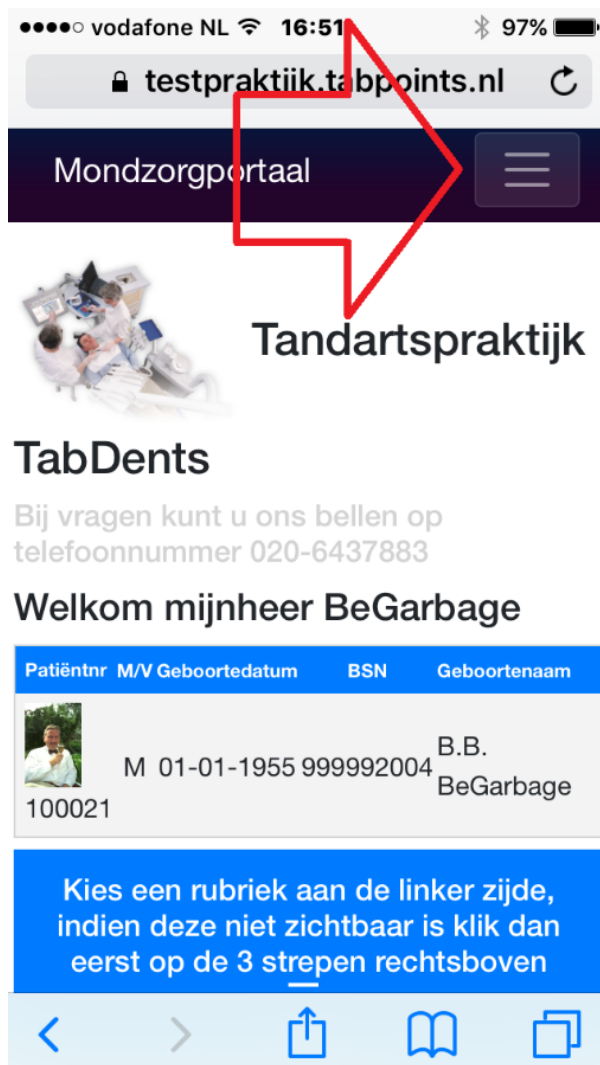 vodafone NL 16:51 97%
testpraktijk.tabpoints.nl
Mondzorgportaal
Tandartspraktijk
TabDents
Bij vragen kunt u ons bellen op
telefoonnummer 020-6437883
Welkom mijnheer BeGarbage
Patiëntnr M/V Geboortedatum BSN Geboortenaam
100021 M 01-01-1955 999992004 B.B.
BeGarbage
Kies een rubriek aan de linker zijde,
indien deze niet zichtbaar is klik dan
eerst op de 3 strepen rechtsboven